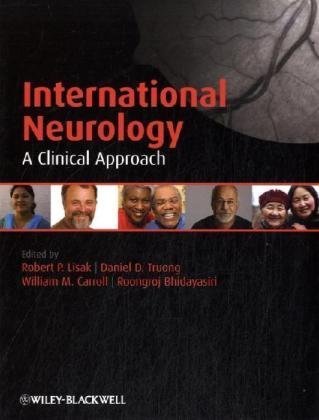 International
Neurology
A Clinical Approach
Edited by
Robert P. Lisak | Daniel D. Truong
William M. Carroll | Roongroj Bhidayasiri
WILEY-BLACKWELL